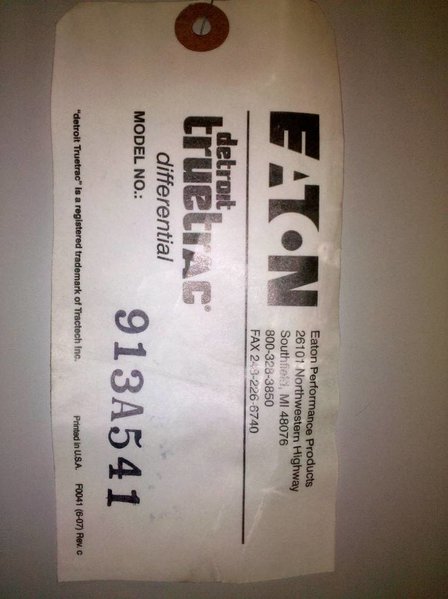 EATON
Eaton Performance Products
26101 Northwestern Highway
Southfield, MI 48076
800-328-3850
FAX 248-226-6740
detroit
truetrac®
differential
MODEL NO.: 913A541
"detroit Truetrac" is a registered trademark of Tractech Inc. Printed in U.S.A. F0041 (6-07) Rev. C